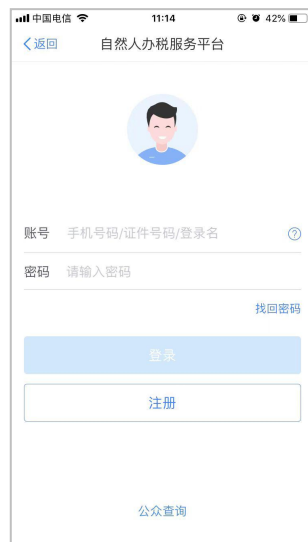 中国电信 11:14 42%
返回 自然人办税服务平台
账号 手机号码/证件号码/登录名
密码 请输入密码
找回密码
登录
注册
公众查询